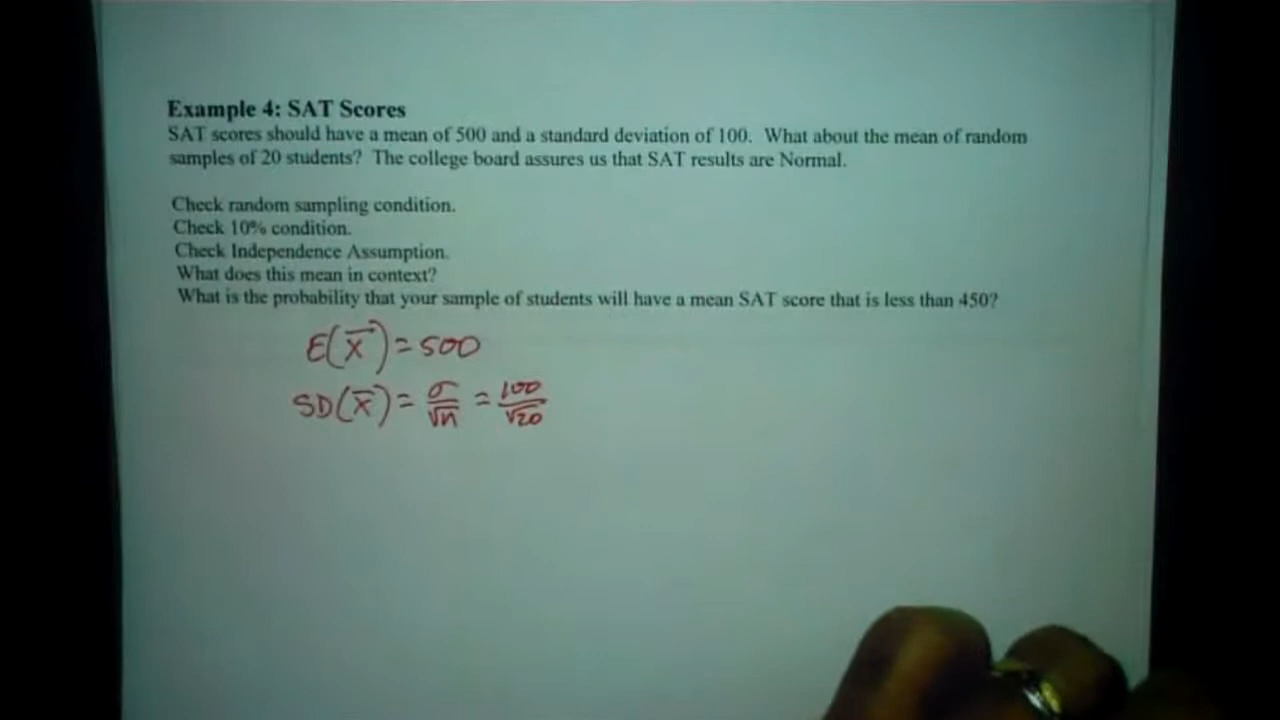 Example 4: SAT Scores
SAT scores should have a mean of 500 and a standard deviation of 100. What about the mean of random
samples of 20 students? The college board assures us that SAT results are Normal.
Check random sampling condition.
Check 10% condition.
Check Independence Assumption.
What does this mean in context?
What is the probability that your sample of students will have a mean SAT score that is less than 450?
E(x̄) = 500
SD(x̄) = σ/√n = 100/√20